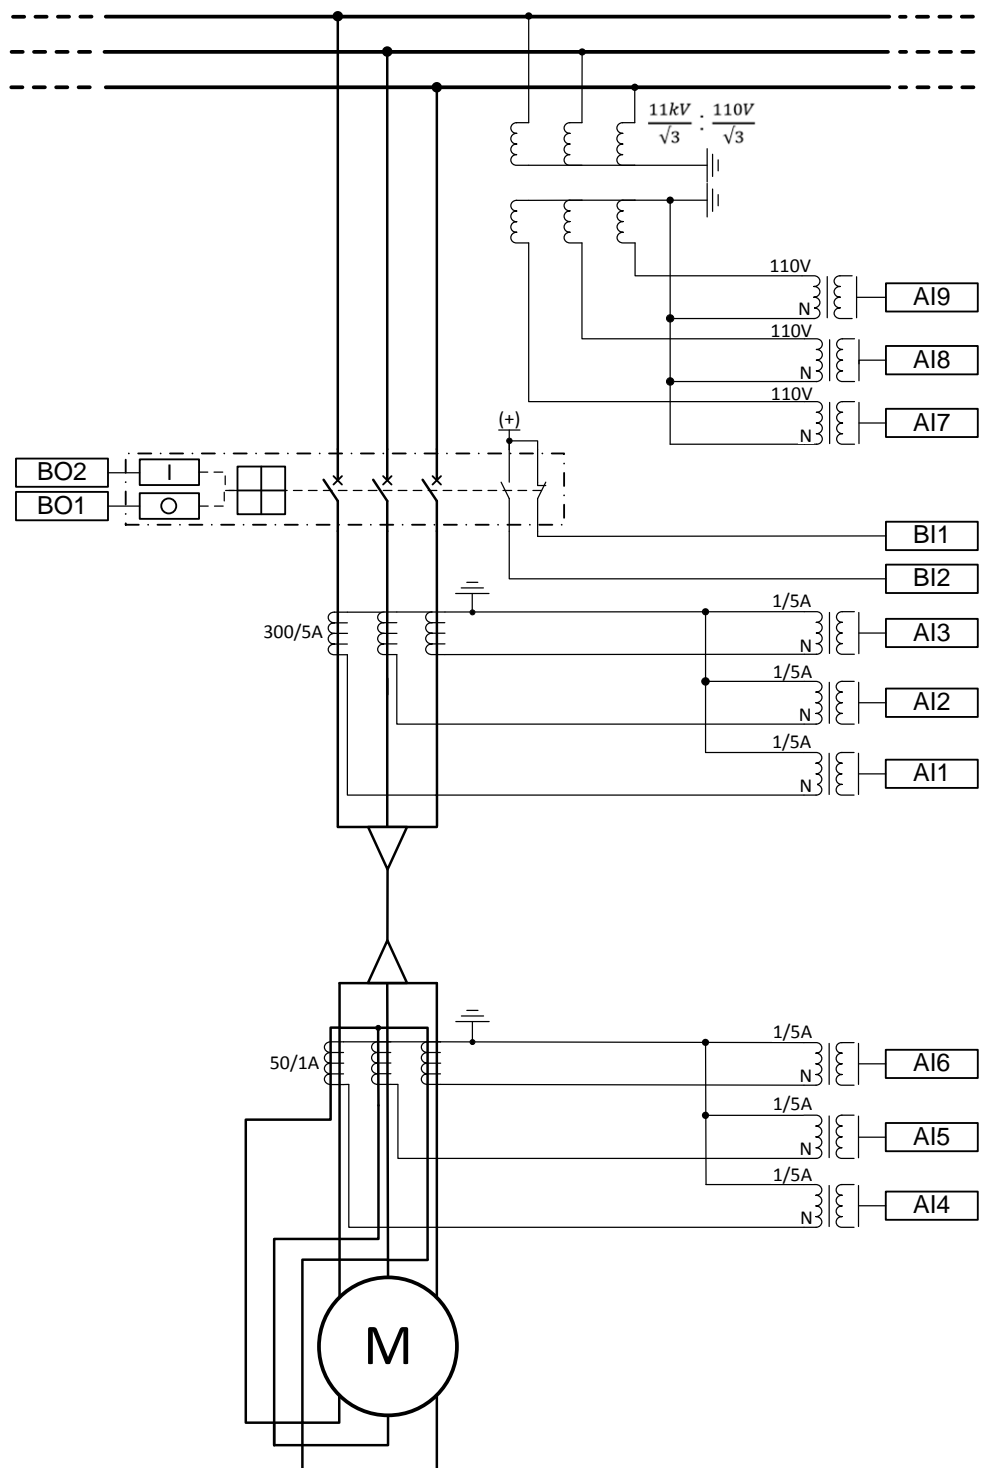 11kV/√3 : 110V/√3
110V
N
AI9
110V
N
AI8
110V
N
AI7
(+)
BO2
I
BO1
O
BI1
BI2
300/5A
1/5A
N
AI3
1/5A
N
AI2
1/5A
N
AI1
50/1A
1/5A
N
AI6
1/5A
N
AI5
1/5A
N
AI4
M